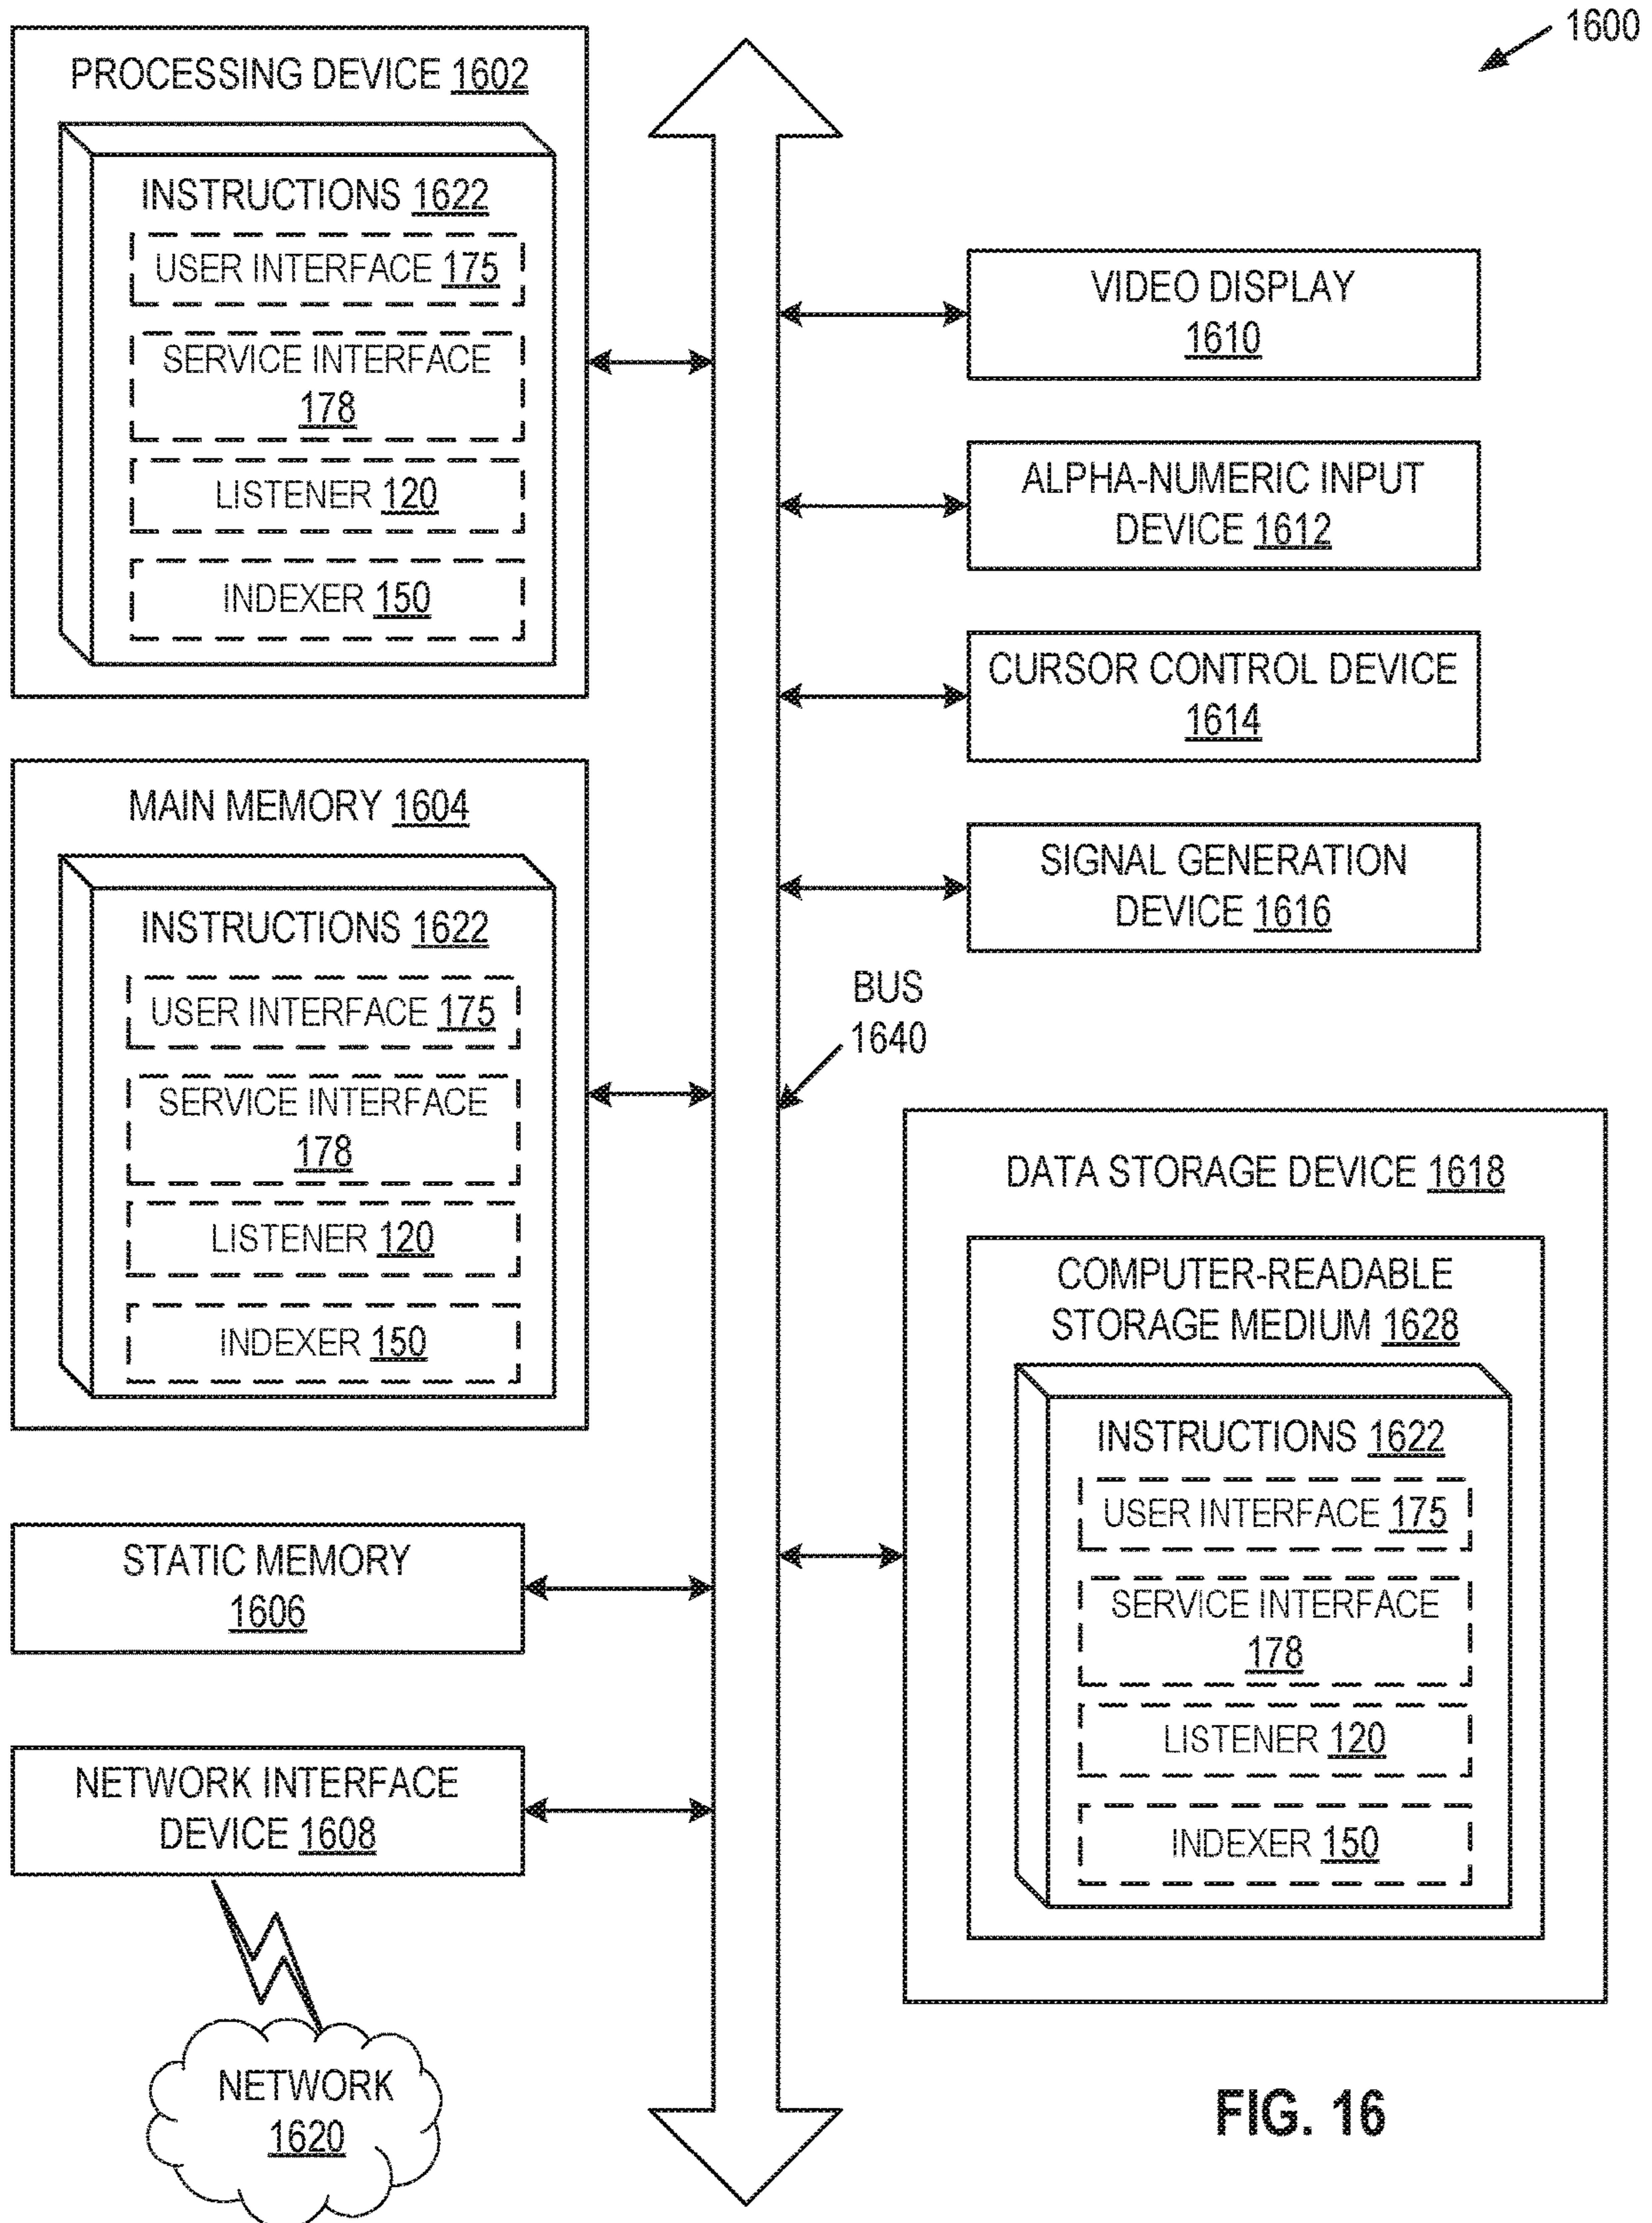 1600
PROCESSING DEVICE 1602
INSTRUCTIONS 1622
USER INTERFACE 175
SERVICE INTERFACE
178
LISTENER 120
INDEXER 150
MAIN MEMORY 1604
INSTRUCTIONS 1622
USER INTERFACE 175
SERVICE INTERFACE
178
LISTENER 120
INDEXER 150
STATIC MEMORY
1606
NETWORK INTERFACE
DEVICE 1608
NETWORK
1620
VIDEO DISPLAY
1610
ALPHA-NUMERIC INPUT
DEVICE 1612
CURSOR CONTROL DEVICE
1614
SIGNAL GENERATION
DEVICE 1616
BUS
1640
DATA STORAGE DEVICE 1618
COMPUTER-READABLE
STORAGE MEDIUM 1628
INSTRUCTIONS 1622
USER INTERFACE 175
SERVICE INTERFACE
178
LISTENER 120
INDEXER 150
FIG. 16